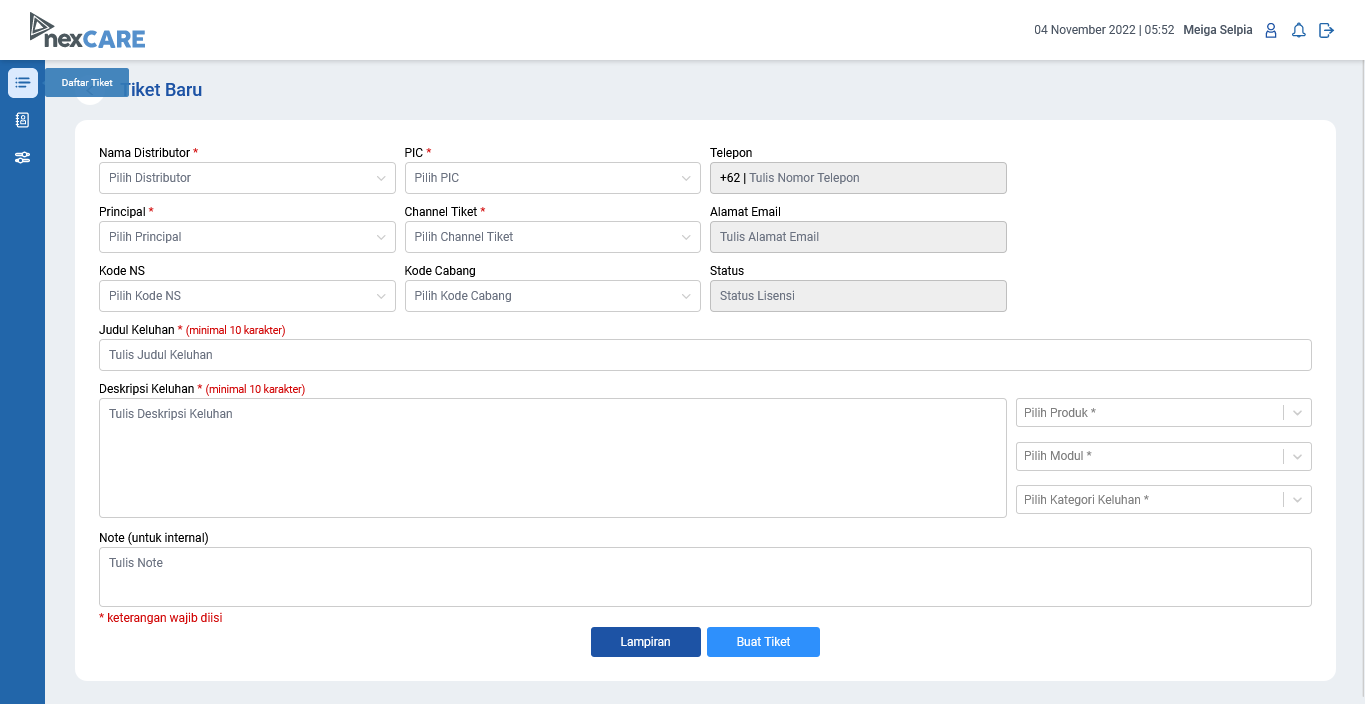 nexCARE
04 November 2022 | 05:52 Meiga Selpia
Daftar Tiket
Tiket Baru
Nama Distributor * PIC * Telepon
Pilih Distributor Pilih PIC +62 | Tulis Nomor Telepon
Principal * Channel Tiket * Alamat Email
Pilih Principal Pilih Channel Tiket Tulis Alamat Email
Kode NS Kode Cabang Status
Pilih Kode NS Pilih Kode Cabang Status Lisensi
Judul Keluhan * (minimal 10 karakter)
Tulis Judul Keluhan
Deskripsi Keluhan * (minimal 10 karakter)
Tulis Deskripsi Keluhan
Pilih Produk *
Pilih Modul *
Pilih Kategori Keluhan *
Note (untuk internal)
Tulis Note
* keterangan wajib diisi
Lampiran Buat Tiket